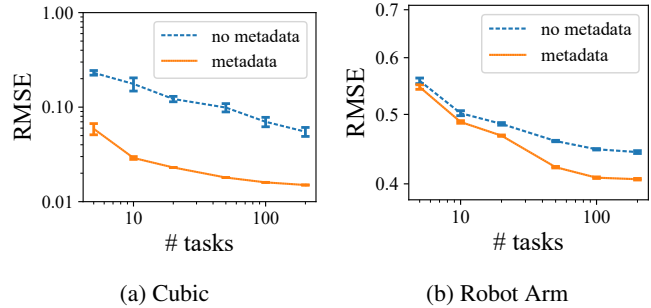 1.00
0.10
0.01
RMSE
no metadata
metadata
10
100
# tasks
(a) Cubic
0.7
0.6
0.5
0.4
RMSE
no metadata
metadata
10
100
# tasks
(b) Robot Arm